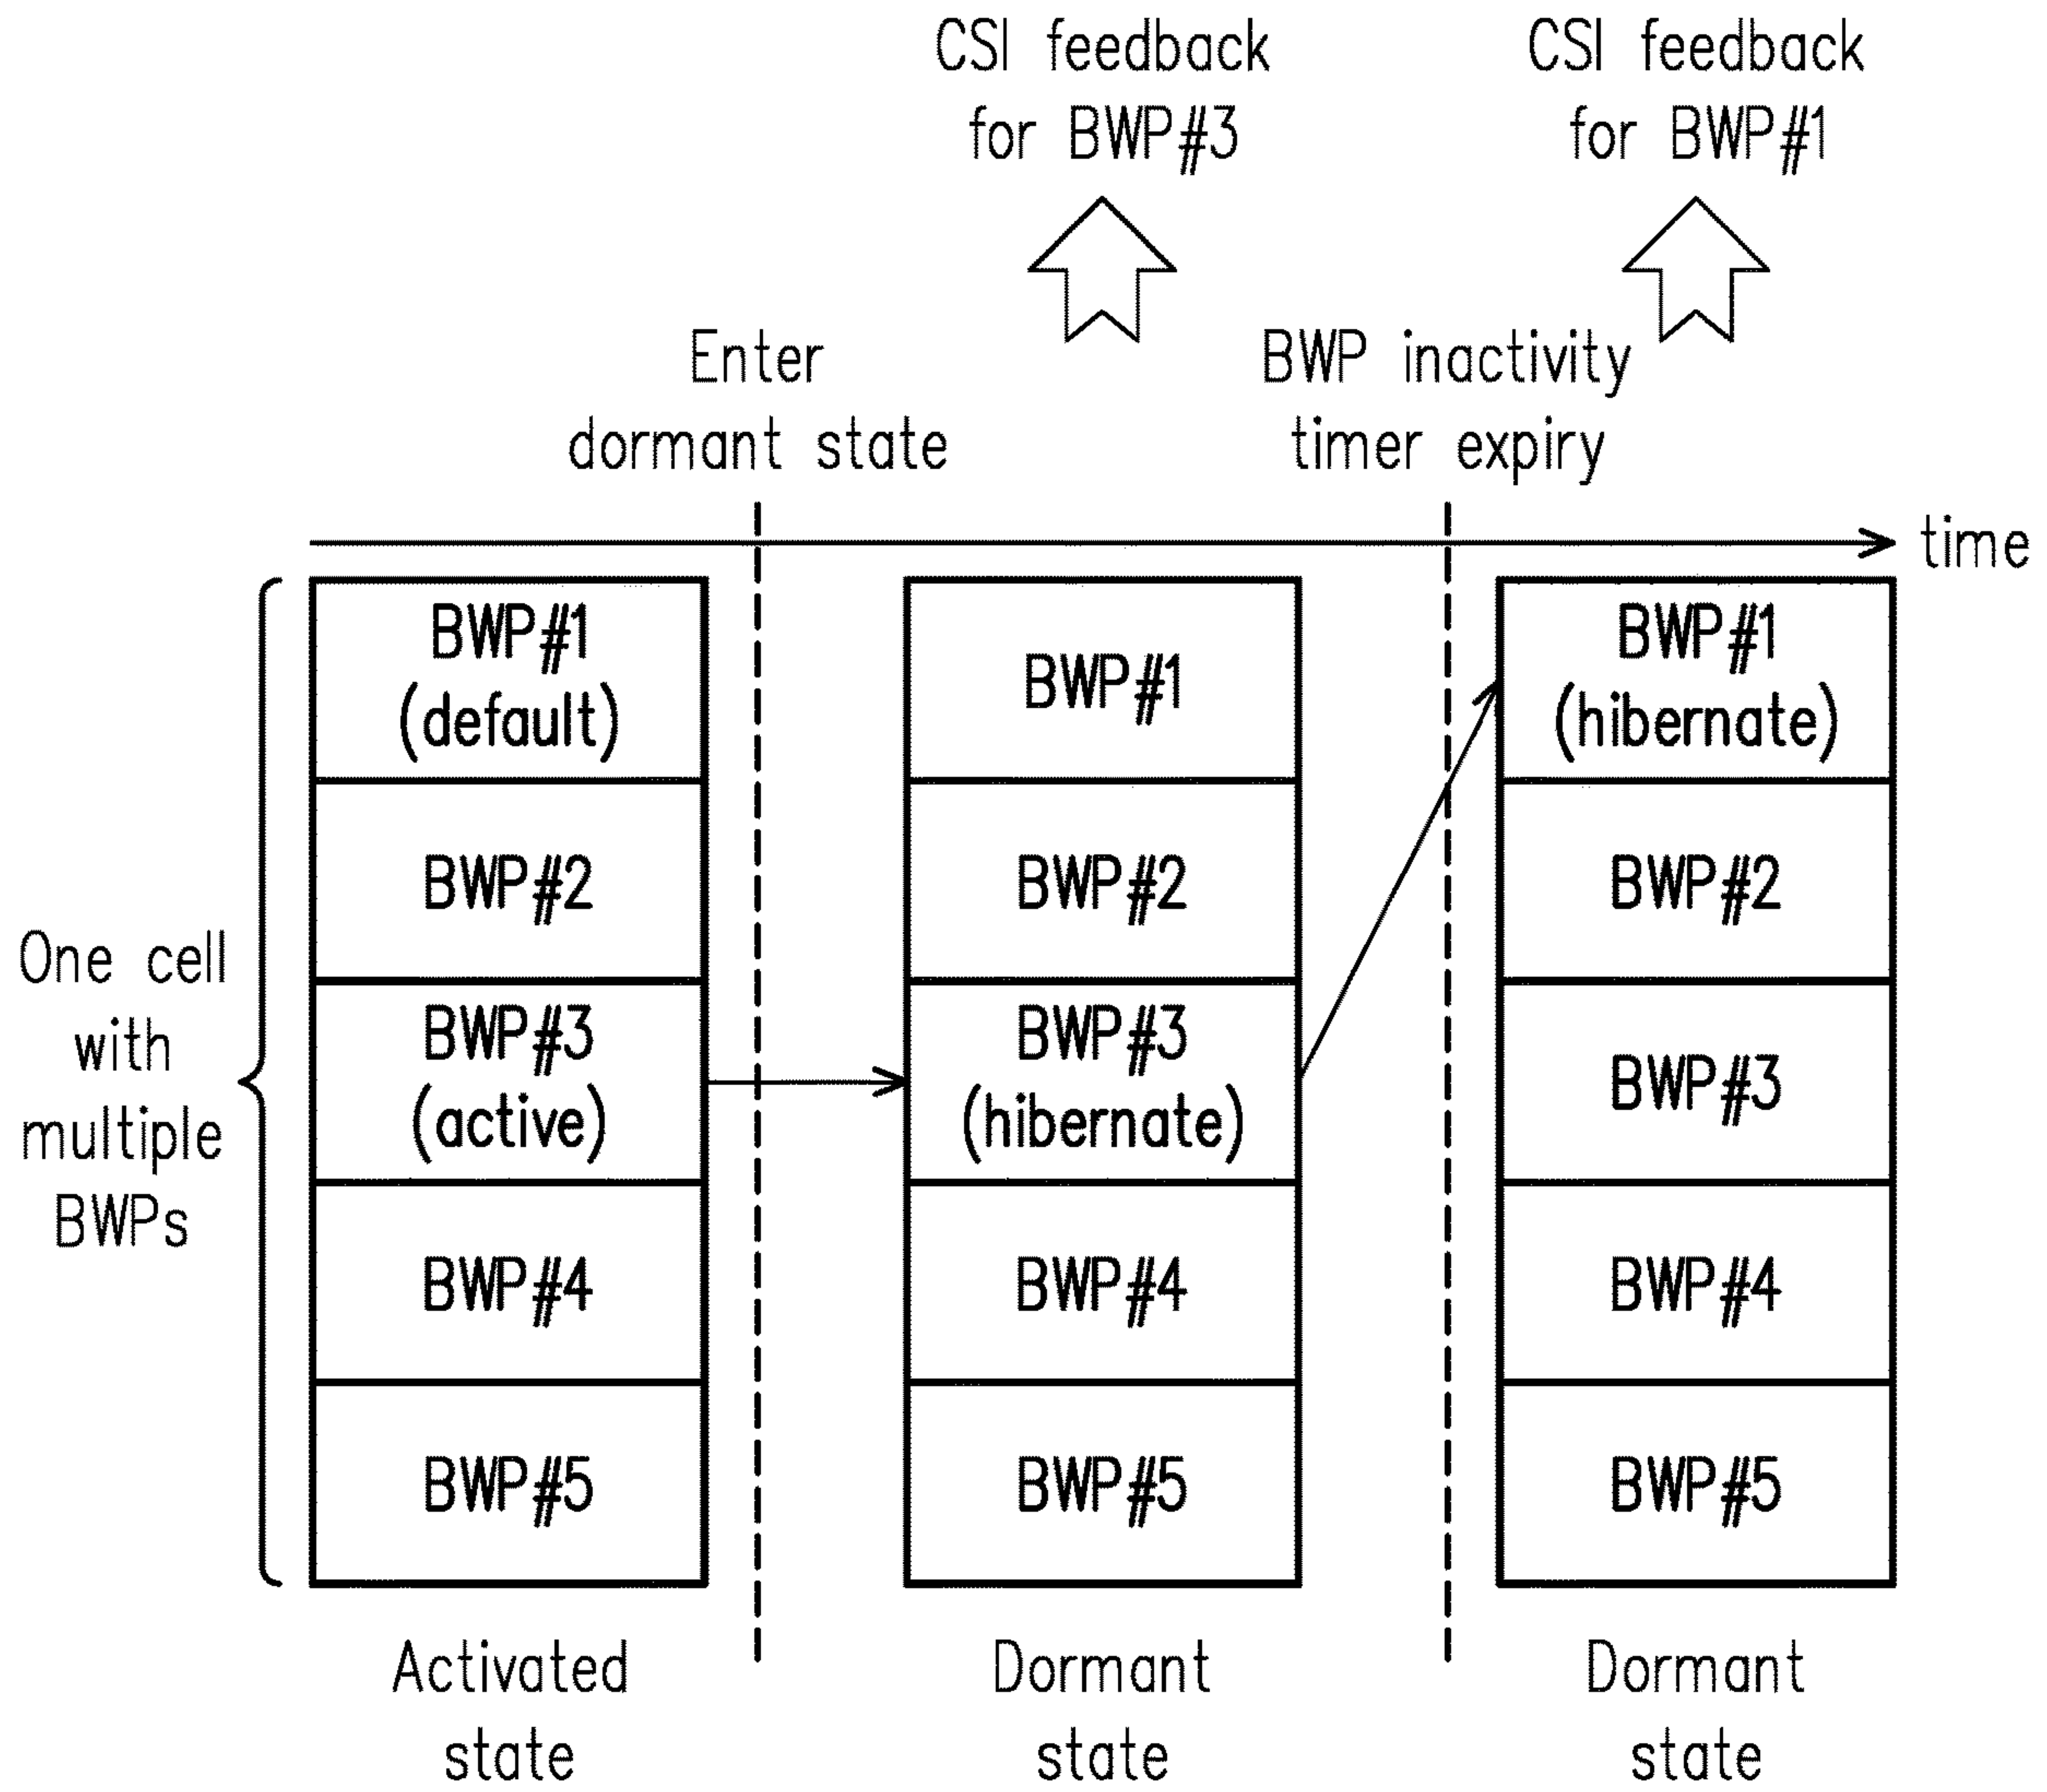 CSI feedback
for BWP#3
CSI feedback
for BWP#1
Enter
dormant state
BWP inactivity
timer expiry
time
One cell
with
multiple
BWPs
BWP#1
(default)
BWP#2
BWP#3
(active)
BWP#4
BWP#5
Activated
state
BWP#1
BWP#2
BWP#3
(hibernate)
BWP#4
BWP#5
Dormant
state
BWP#1
(hibernate)
BWP#2
BWP#3
BWP#4
BWP#5
Dormant
state